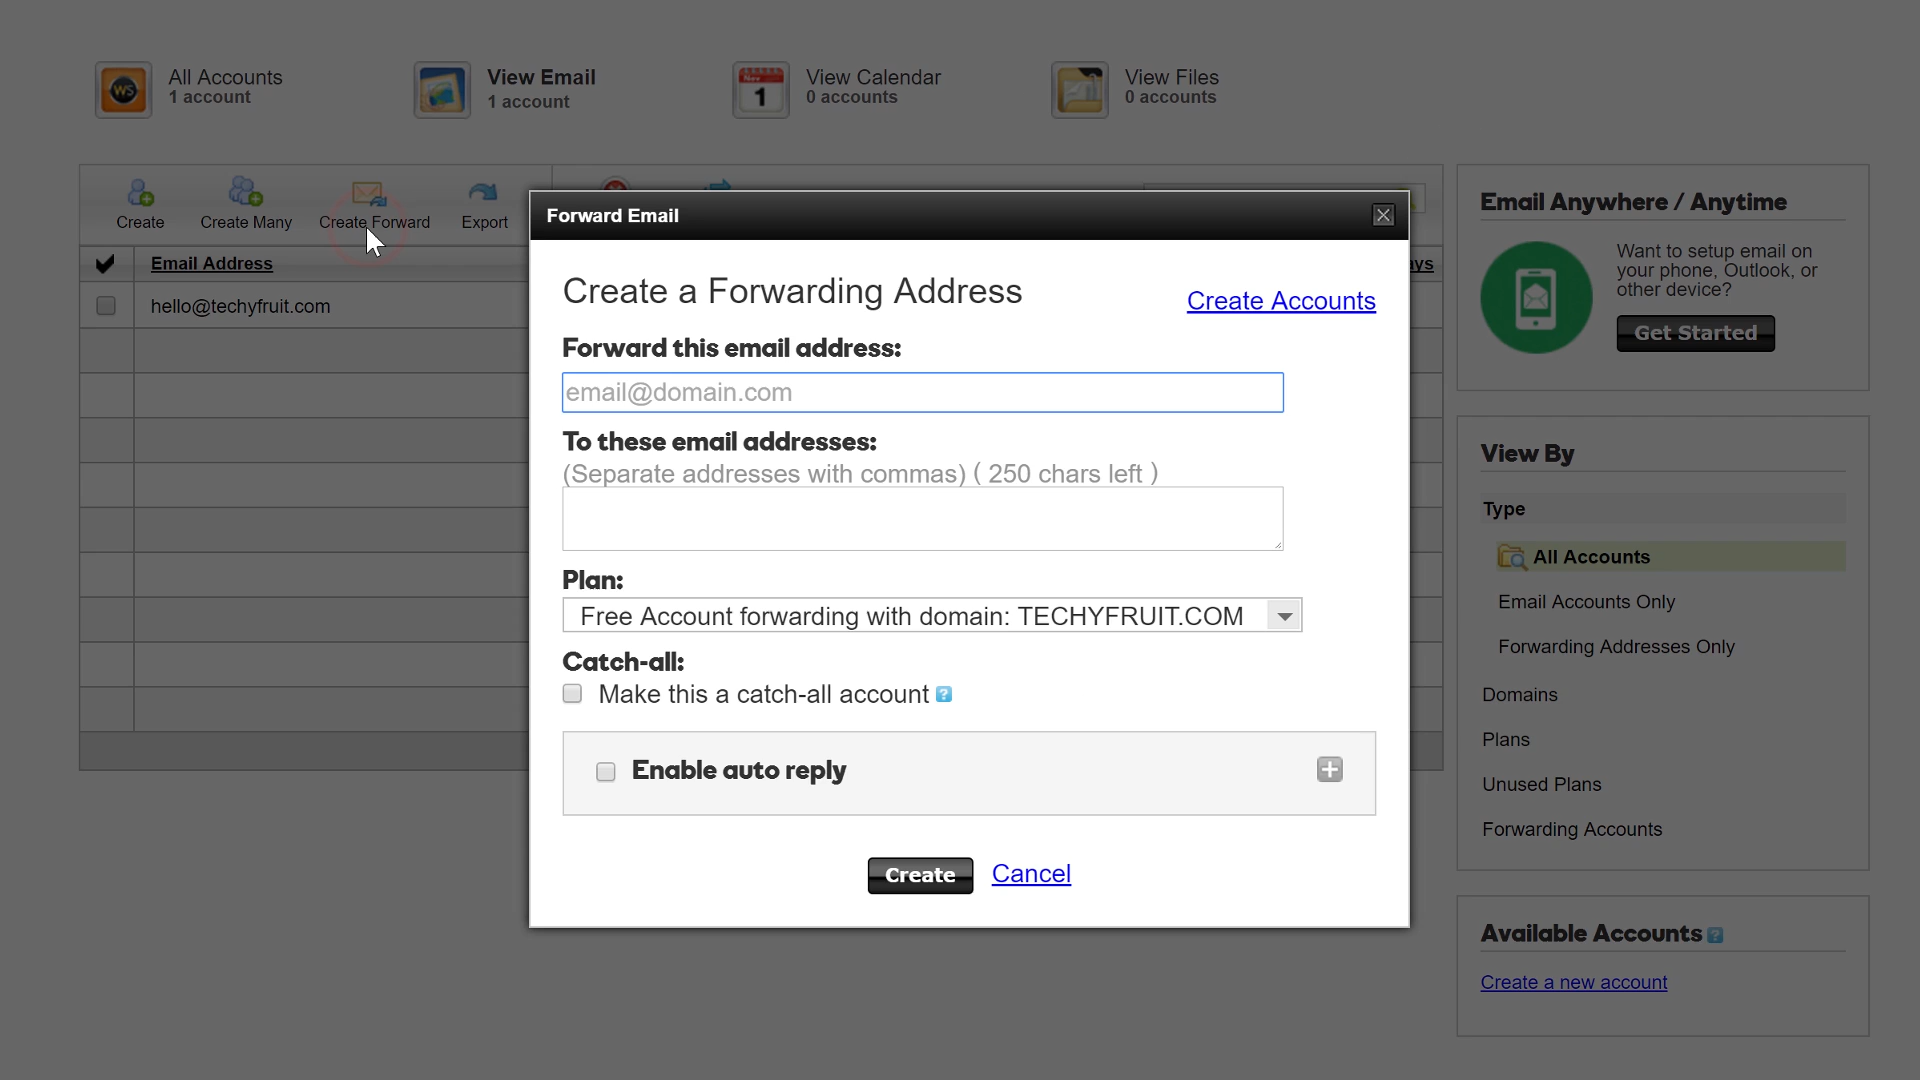 All Accounts
1 account
View Email
1 account
View Calendar
0 accounts
View Files
0 accounts
WS
Nov
1
Create
Create Many
Create Forward
Export
Email Address
hello@techyfruit.com
Forward Email
Create a Forwarding Address
Create Accounts
Forward this email address:
email@domain.com
To these email addresses:
(Separate addresses with commas) ( 250 chars left )
Plan:
Free Account forwarding with domain: TECHYFRUIT.COM
Catch-all:
Make this a catch-all account ?
Enable auto reply
Create
Cancel
Email Anywhere / Anytime
Want to setup email on
your phone, Outlook, or
other device?
Get Started
View By
Type
All Accounts
Email Accounts Only
Forwarding Addresses Only
Domains
Plans
Unused Plans
Forwarding Accounts
Available Accounts ?
Create a new account